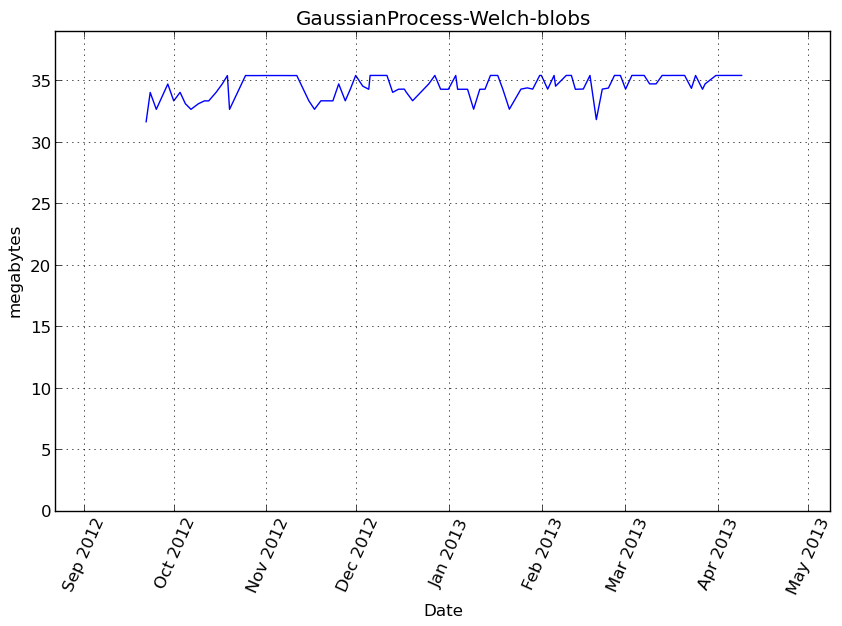 GaussianProcess-Welch-blobs
megabytes
35
30
25
20
15
10
5
0
Sep 2012
Oct 2012
Nov 2012
Dec 2012
Jan 2013
Feb 2013
Mar 2013
Apr 2013
May 2013
Date